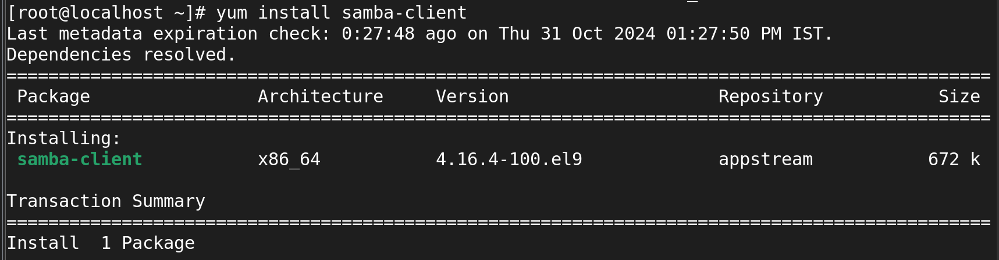 [root@localhost ~]# yum install samba-client
Last metadata expiration check: 0:27:48 ago on Thu 31 Oct 2024 01:27:50 PM IST.
Dependencies resolved.
==============================================================================================
 Package                Architecture     Version                    Repository           Size
==============================================================================================
Installing:
 samba-client           x86_64           4.16.4-100.el9             appstream           672 k

Transaction Summary
==============================================================================================
Install  1 Package